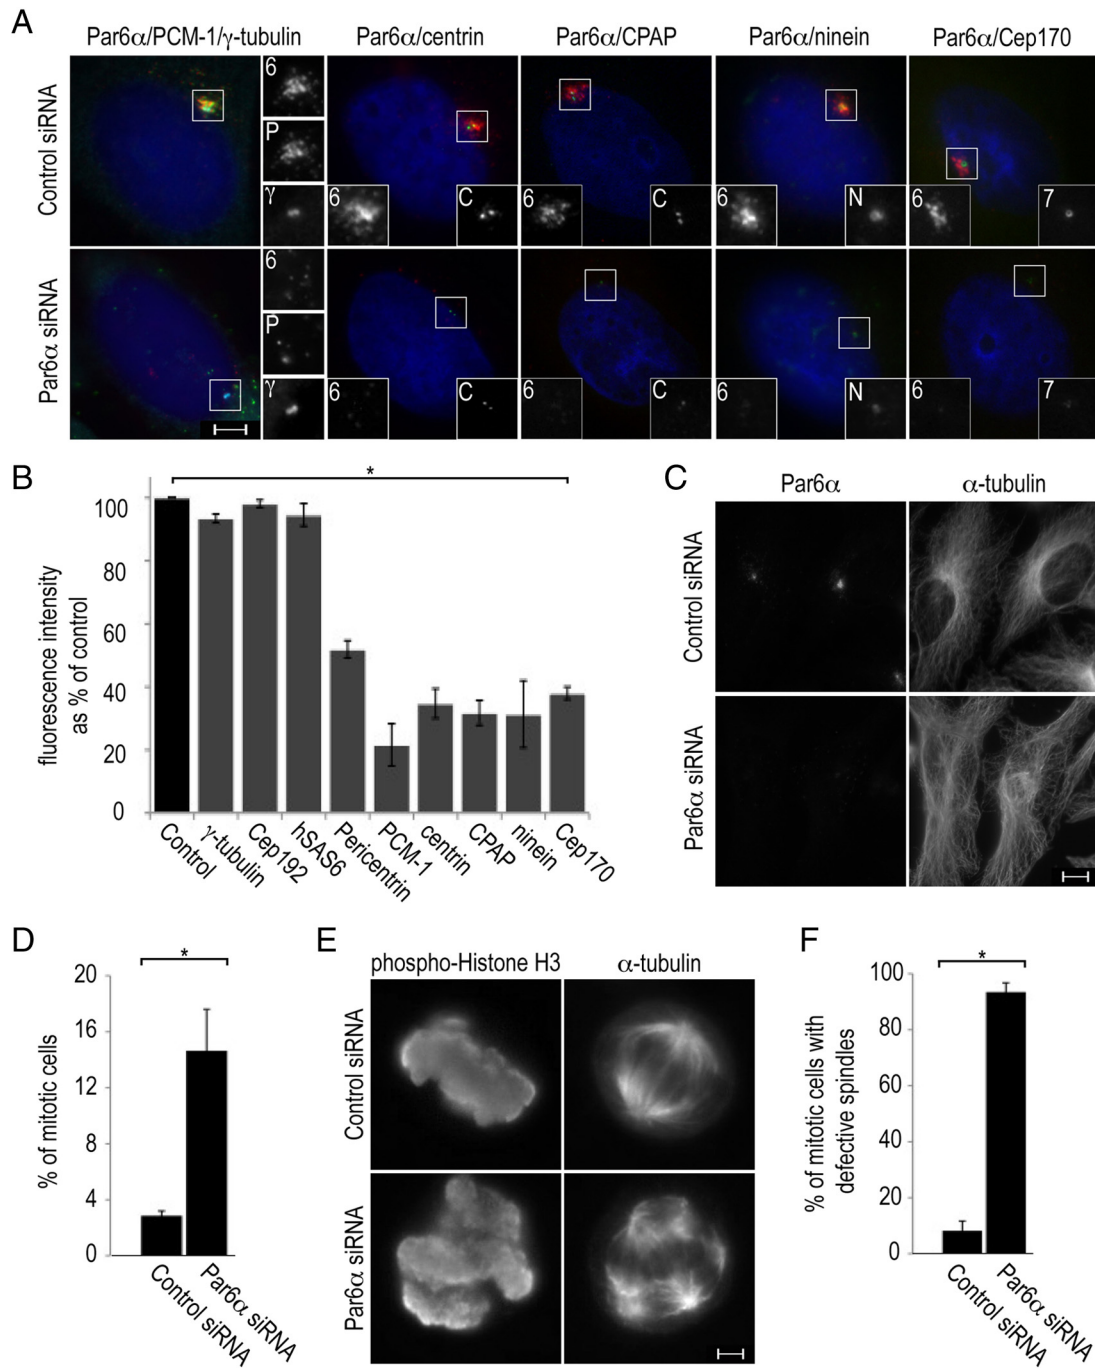 A
Par6α/PCM-1/γ-tubulin Par6α/centrin Par6α/CPAP Par6α/ninein Par6α/Cep170
Control siRNA
6
P
γ
6 C 6 C 6 N 6 7
Par6α siRNA
6
P
γ
6 C 6 C 6 N 6 7
B
*
fluorescence intensity
as % of control
100
80
60
40
20
0
Control γ-tubulin Cep192 hSAS6 Pericentrin PCM-1 centrin CPAP ninein Cep170
C
Par6α α-tubulin
Control siRNA
Par6α siRNA
D
*
% of mitotic cells
20
16
12
8
4
0
Control siRNA Par6α siRNA
E
phospho-Histone H3 α-tubulin
Control siRNA
Par6α siRNA
F
*
% of mitotic cells with
defective spindles
100
80
60
40
20
0
Control siRNA Par6α siRNA